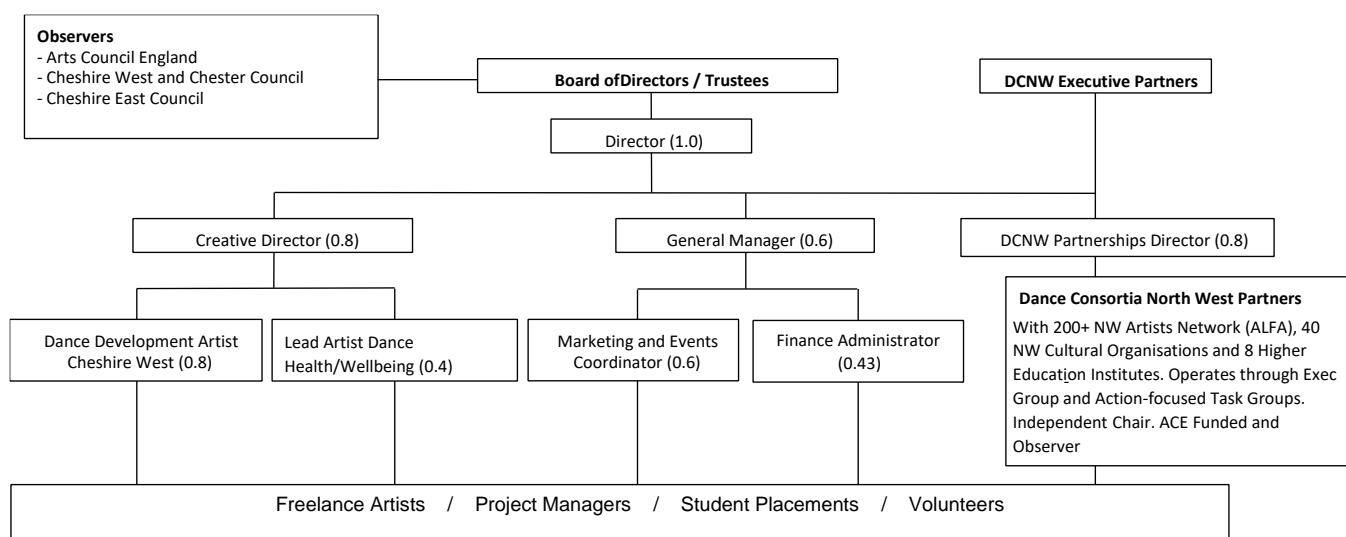 Observers
- Arts Council England
- Cheshire West and Chester Council
- Cheshire East Council
Board of Directors / Trustees
DCNW Executive Partners
Director (1.0)
Creative Director (0.8)
General Manager (0.6)
DCNW Partnerships Director (0.8)
Dance Development Artist
Cheshire West (0.8)
Lead Artist Dance
Health/Wellbeing (0.4)
Marketing and Events
Coordinator (0.6)
Finance Administrator
(0.43)
Dance Consortia North West Partners
With 200+ NW Artists Network (ALFA), 40
NW Cultural Organisations and 8 Higher
Education Institutes. Operates through Exec
Group and Action-focused Task Groups.
Independent Chair. ACE Funded and
Observer
Freelance Artists / Project Managers / Student Placements / Volunteers